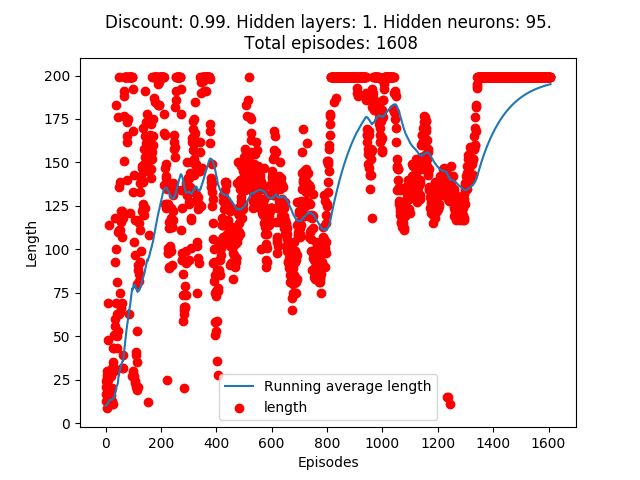 Discount: 0.99. Hidden layers: 1. Hidden neurons: 95.
Total episodes: 1608
200
175
150
125
100
75
50
25
0
Length
Running average length
length
0 200 400 600 800 1000 1200 1400 1600
Episodes